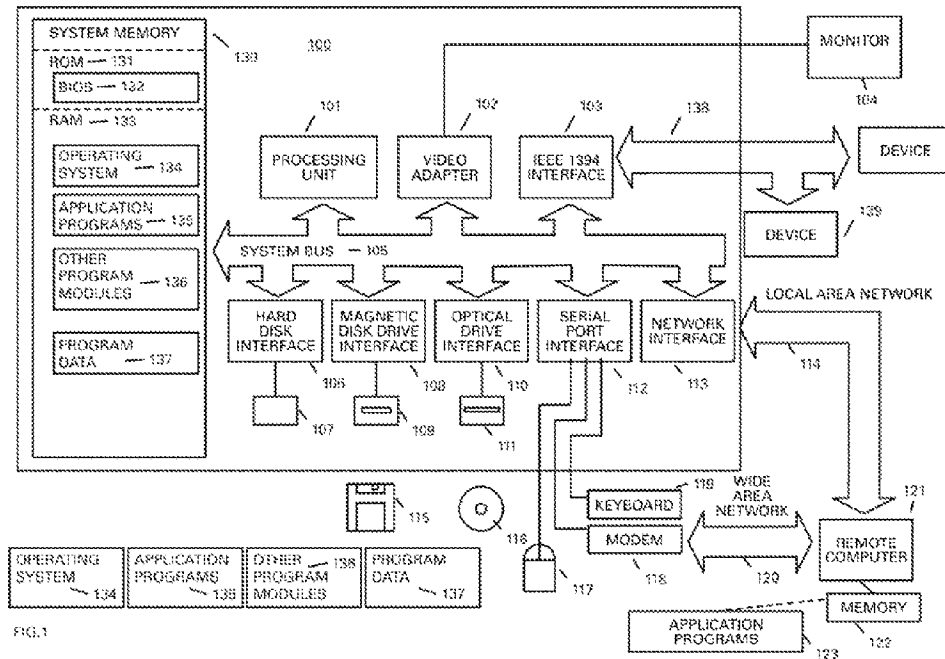 SYSTEM MEMORY
130
ROM 131
BIOS 132
RAM 133
OPERATING
SYSTEM 134
APPLICATION
PROGRAMS 135
OTHER
PROGRAM 136
MODULES
PROGRAM
DATA 137
100
MONITOR
104
101
102
103
138
PROCESSING
UNIT
VIDEO
ADAPTER
IEEE 1394
INTERFACE
DEVICE
DEVICE
139
SYSTEM BUS 105
HARD
DISK
INTERFACE
MAGNETIC
DISK DRIVE
INTERFACE
OPTICAL
DRIVE
INTERFACE
SERIAL
PORT
INTERFACE
NETWORK
INTERFACE
LOCAL AREA NETWORK
114
106
108
110
112
113
107
109
111
115
116
117
119
KEYBOARD
MODEM
118
WIDE
AREA
NETWORK
120
121
REMOTE
COMPUTER
MEMORY
122
APPLICATION
PROGRAMS
123
OPERATING
SYSTEM
134
APPLICATION
PROGRAMS
135
OTHER
PROGRAM
MODULES
136
PROGRAM
DATA
137
FIG.1